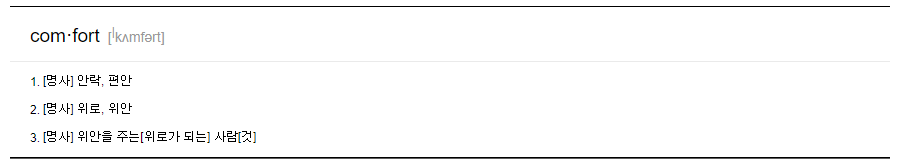 com·fort [ˈkʌmfərt]
1. [명사] 안락, 편안
2. [명사] 위로, 위안
3. [명사] 위안을 주는[위로가 되는] 사람[것]